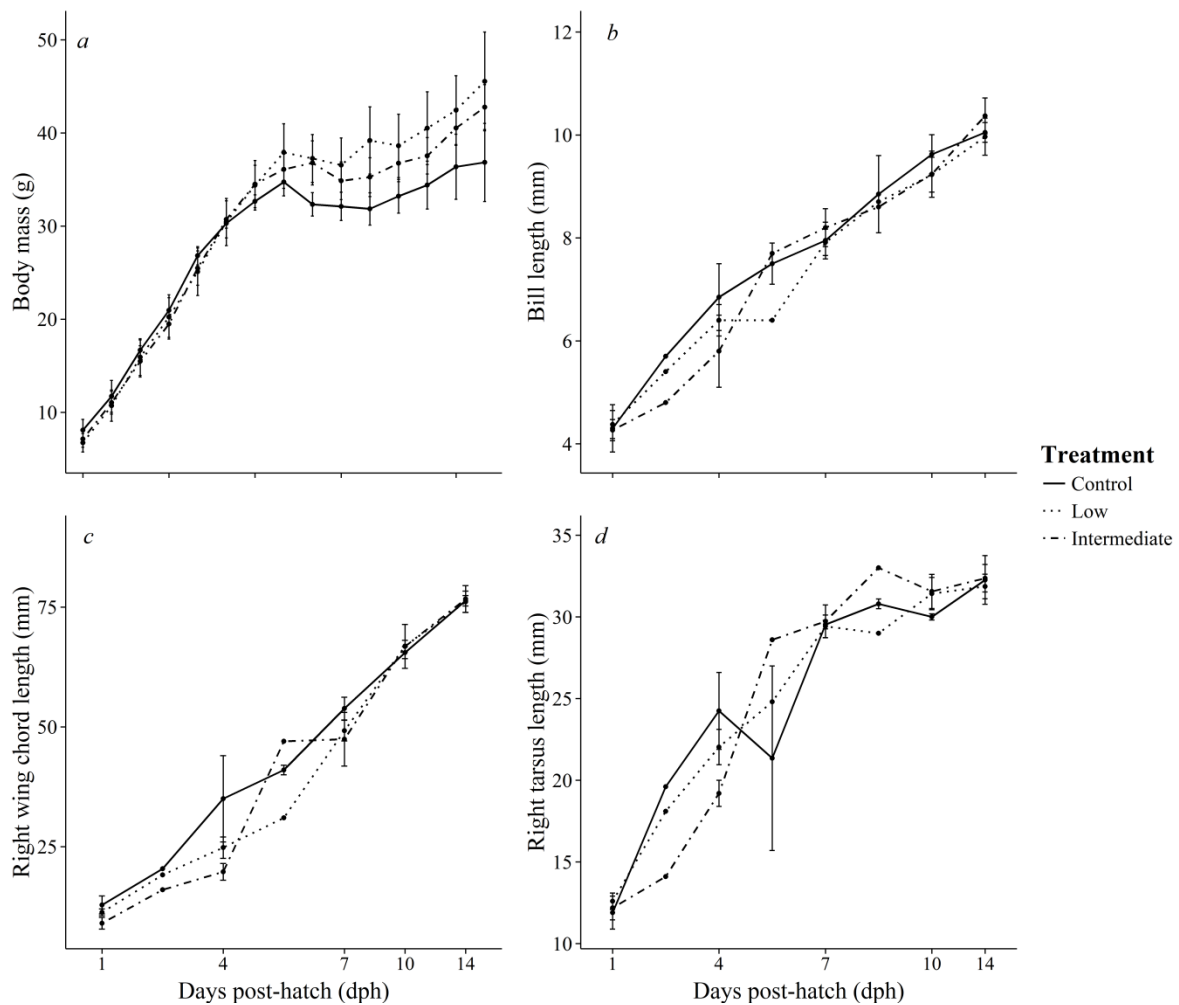 a
50
40
30
20
10
Body mass (g)
b
12
10
8
6
4
Bill length (mm)
Treatment
Control
Low
Intermediate
c
75
50
25
Right wing chord length (mm)
1
4
7
10
14
Days post-hatch (dph)
d
35
30
25
20
15
10
Right tarsus length (mm)
1
4
7
10
14
Days post-hatch (dph)